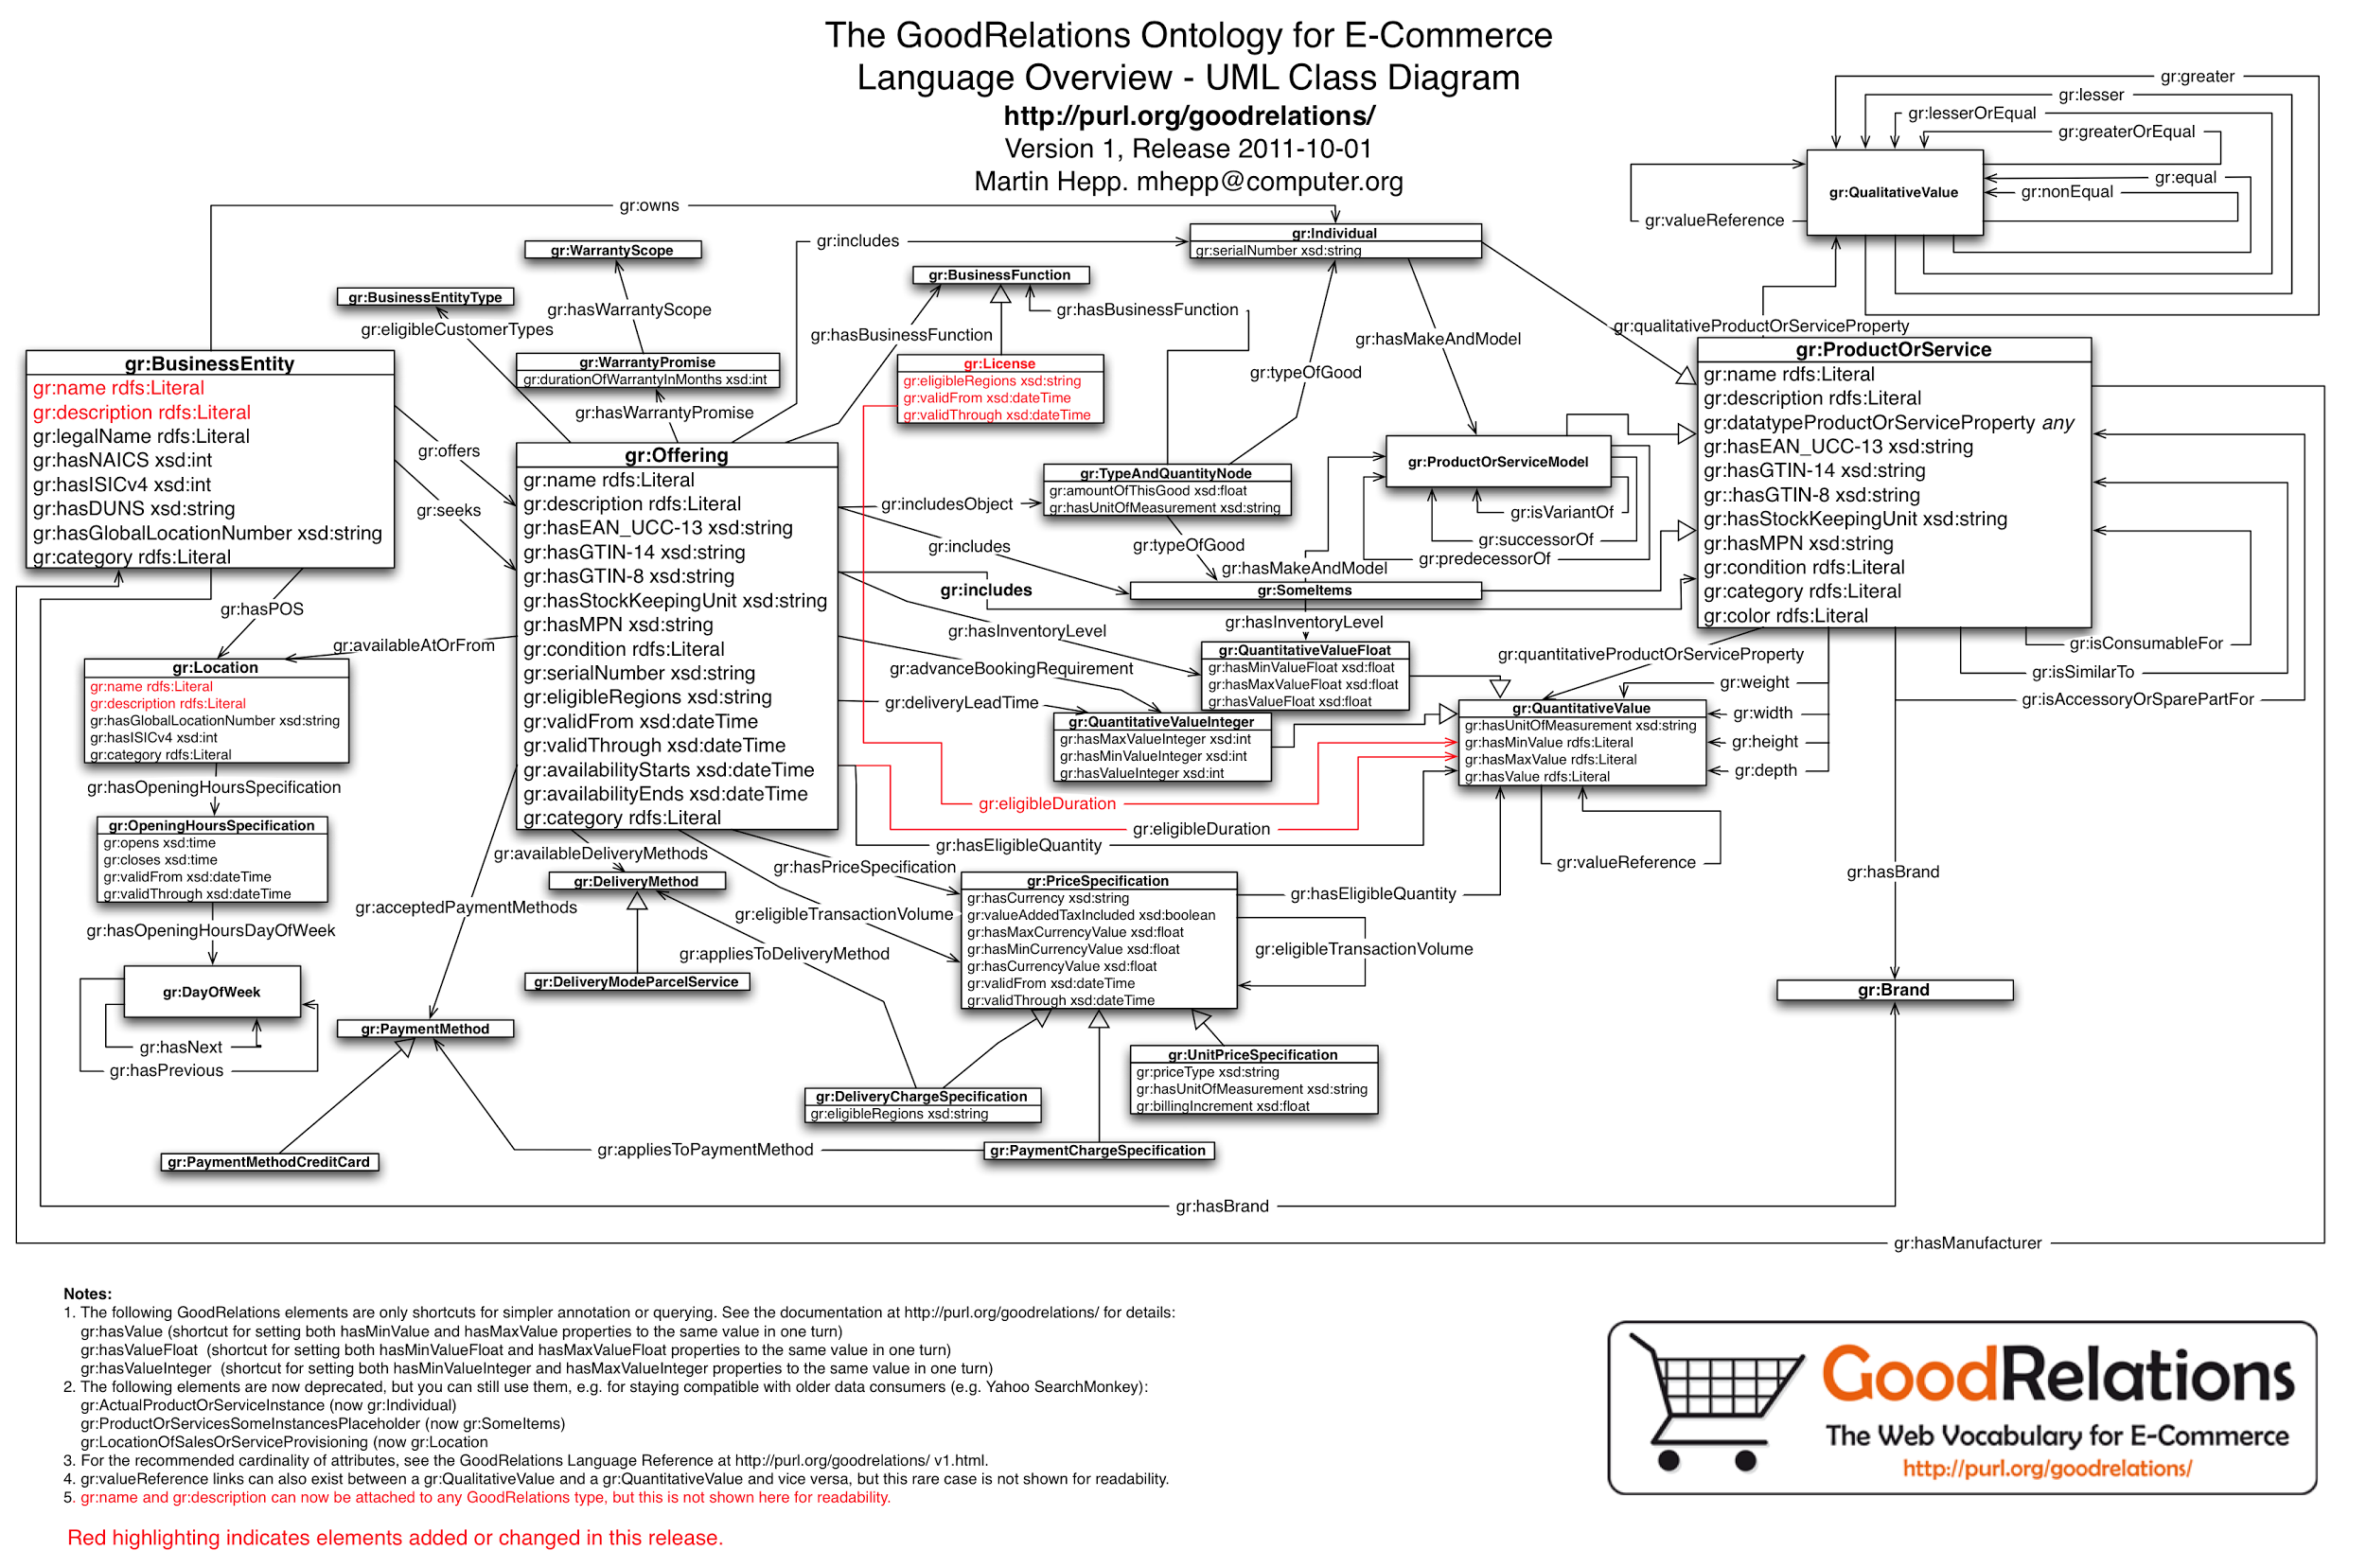 The GoodRelations Ontology for E-Commerce
Language Overview - UML Class Diagram
http://purl.org/goodrelations/
Version 1, Release 2011-10-01
Martin Hepp. mhepp@computer.org
gr:greater
gr:lesser
gr:lesserOrEqual
gr:greaterOrEqual
gr:QualitativeValue
gr:equal
gr:nonEqual
gr:valueReference
gr:owns
gr:WarrantyScope
gr:includes
gr:Individual
gr:serialNumber xsd:string
gr:BusinessFunction
gr:BusinessEntityType
gr:hasWarrantyScope
gr:hasBusinessFunction
gr:eligibleCustomerTypes
gr:hasBusinessFunction
gr:hasMakeAndModel
gr:qualitativeProductOrServiceProperty
gr:BusinessEntity
gr:name rdfs:Literal
gr:description rdfs:Literal
gr:legalName rdfs:Literal
gr:hasNAICS xsd:int
gr:hasISICv4 xsd:int
gr:hasDUNS xsd:string
gr:hasGlobalLocationNumber xsd:string
gr:category rdfs:Literal
gr:WarrantyPromise
gr:durationOfWarrantyInMonths xsd:int
gr:hasWarrantyPromise
gr:License
gr:eligibleRegions xsd:string
gr:validFrom xsd:dateTime
gr:validThrough xsd:dateTime
gr:typeOfGood
gr:ProductOrService
gr:name rdfs:Literal
gr:description rdfs:Literal
gr:datatypeProductOrServiceProperty any
gr:hasEAN_UCC-13 xsd:string
gr:hasGTIN-14 xsd:string
gr::hasGTIN-8 xsd:string
gr:hasStockKeepingUnit xsd:string
gr:hasMPN xsd:string
gr:condition rdfs:Literal
gr:category rdfs:Literal
gr:color rdfs:Literal
gr:offers
gr:seeks
gr:Offering
gr:name rdfs:Literal
gr:description rdfs:Literal
gr:hasEAN_UCC-13 xsd:string
gr:hasGTIN-14 xsd:string
gr:hasGTIN-8 xsd:string
gr:hasStockKeepingUnit xsd:string
gr:hasMPN xsd:string
gr:condition rdfs:Literal
gr:serialNumber xsd:string
gr:eligibleRegions xsd:string
gr:validFrom xsd:dateTime
gr:validThrough xsd:dateTime
gr:availabilityStarts xsd:dateTime
gr:availabilityEnds xsd:dateTime
gr:category rdfs:Literal
gr:TypeAndQuantityNode
gr:amountOfThisGood xsd:float
gr:hasUnitOfMeasurement xsd:string
gr:ProductOrServiceModel
gr:includesObject
gr:isVariantOf
gr:successorOf
gr:predecessorOf
gr:includes
gr:typeOfGood
gr:hasMakeAndModel
gr:includes
gr:SomeItems
gr:hasPOS
gr:availableAtOrFrom
gr:hasInventoryLevel
gr:hasInventoryLevel
gr:Location
gr:name rdfs:Literal
gr:description rdfs:Literal
gr:hasGlobalLocationNumber xsd:string
gr:hasISICv4 xsd:int
gr:category rdfs:Literal
gr:QuantitativeValueFloat
gr:hasMinValueFloat xsd:float
gr:hasMaxValueFloat xsd:float
gr:hasValueFloat xsd:float
gr:quantitativeProductOrServiceProperty
gr:isConsumableFor
gr:isSimilarTo
gr:isAccessoryOrSparePartFor
gr:advanceBookingRequirement
gr:deliveryLeadTime
gr:weight
gr:width
gr:height
gr:depth
gr:QuantitativeValueInteger
gr:hasMaxValueInteger xsd:int
gr:hasMinValueInteger xsd:int
gr:hasValueInteger xsd:int
gr:QuantitativeValue
gr:hasUnitOfMeasurement xsd:string
gr:hasMinValue rdfs:Literal
gr:hasMaxValue rdfs:Literal
gr:hasValue rdfs:Literal
gr:hasOpeningHoursSpecification
gr:eligibleDuration
gr:eligibleDuration
gr:hasEligibleQuantity
gr:valueReference
gr:OpeningHoursSpecification
gr:opens xsd:time
gr:closes xsd:time
gr:validFrom xsd:dateTime
gr:validThrough xsd:dateTime
gr:availableDeliveryMethods
gr:hasPriceSpecification
gr:DeliveryMethod
gr:hasBrand
gr:PriceSpecification
gr:hasCurrency xsd:string
gr:valueAddedTaxIncluded xsd:boolean
gr:hasMaxCurrencyValue xsd:float
gr:hasMinCurrencyValue xsd:float
gr:hasCurrencyValue xsd:float
gr:validFrom xsd:dateTime
gr:validThrough xsd:dateTime
gr:hasEligibleQuantity
gr:acceptedPaymentMethods
gr:eligibleTransactionVolume
gr:hasOpeningHoursDayOfWeek
gr:appliesToDeliveryMethod
gr:eligibleTransactionVolume
gr:DeliveryModeParcelService
gr:DayOfWeek
gr:Brand
gr:PaymentMethod
gr:hasNext
gr:hasPrevious
gr:UnitPriceSpecification
gr:priceType xsd:string
gr:hasUnitOfMeasurement xsd:string
gr:billingIncrement xsd:float
gr:DeliveryChargeSpecification
gr:eligibleRegions xsd:string
gr:appliesToPaymentMethod
gr:PaymentChargeSpecification
gr:PaymentMethodCreditCard
gr:hasBrand
gr:hasManufacturer
Notes:
1. The following GoodRelations elements are only shortcuts for simpler annotation or querying. See the documentation at http://purl.org/goodrelations/ for details:
gr:hasValue (shortcut for setting both hasMinValue and hasMaxValue properties to the same value in one turn)
gr:hasValueFloat (shortcut for setting both hasMinValueFloat and hasMaxValueFloat properties to the same value in one turn)
gr:hasValueInteger (shortcut for setting both hasMinValueInteger and hasMaxValueInteger properties to the same value in one turn)
2. The following elements are now deprecated, but you can still use them, e.g. for staying compatible with older data consumers (e.g. Yahoo SearchMonkey):
gr:ActualProductOrServiceInstance (now gr:Individual)
gr:ProductOrServicesSomeInstancesPlaceholder (now gr:SomeItems)
gr:LocationOfSalesOrServiceProvisioning (now gr:Location
3. For the recommended cardinality of attributes, see the GoodRelations Language Reference at http://purl.org/goodrelations/ v1.html.
4. gr:valueReference links can also exist between a gr:QualitativeValue and a gr:QuantitativeValue and vice versa, but this rare case is not shown for readability.
5. gr:name and gr:description can now be attached to any GoodRelations type, but this is not shown here for readability.
Red highlighting indicates elements added or changed in this release.
GoodRelations
The Web Vocabulary for E-Commerce
http://purl.org/goodrelations/